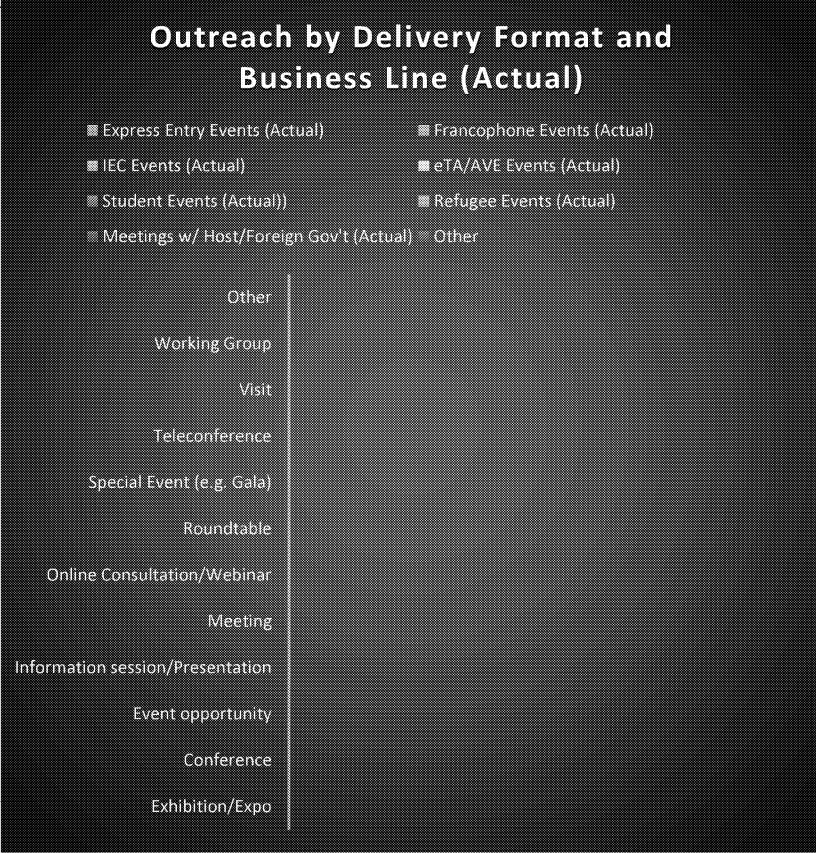 Outreach by Delivery Format and
Business Line (Actual)
Express Entry Events (Actual)
Francophone Events (Actual)
IEC Events (Actual)
eTA/AVE Events (Actual)
Student Events (Actual))
Refugee Events (Actual)
Meetings w/ Host/Foreign Gov't (Actual)
Other
Other
Working Group
Visit
Teleconference
Special Event (e.g. Gala)
Roundtable
Online Consultation/Webinar
Meeting
Information session/Presentation
Event opportunity
Conference
Exhibition/Expo